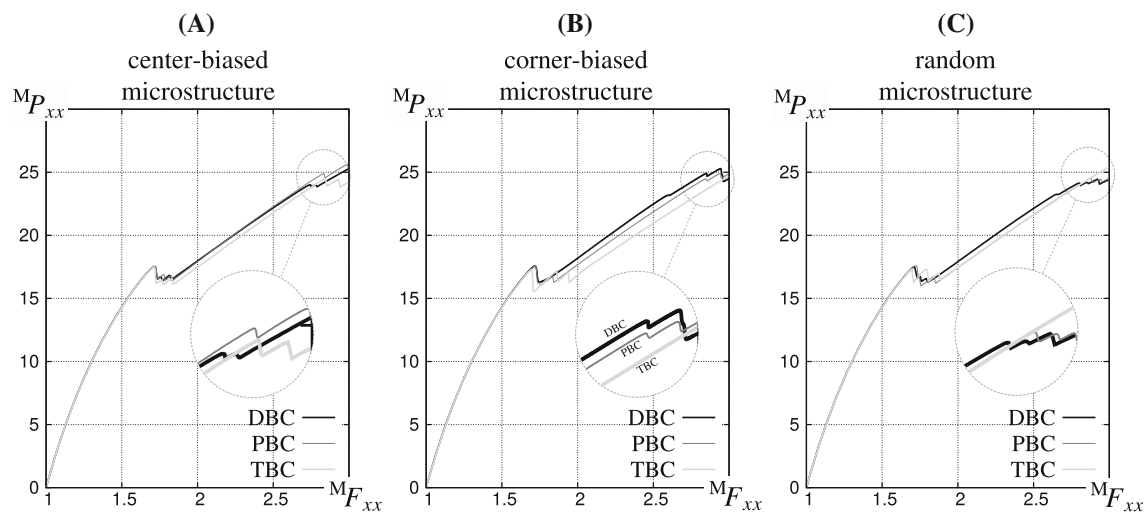 (A)
center-biased
microstructure
ᴹPₓₓ
25
20
15
10
5
0
1
1.5
2
2.5
ᴹFₓₓ
DBC
PBC
TBC
(B)
corner-biased
microstructure
ᴹPₓₓ
25
20
15
10
5
0
1
1.5
2
2.5
ᴹFₓₓ
DBC
PBC
TBC
DBC
PBC
TBC
(C)
random
microstructure
ᴹPₓₓ
25
20
15
10
5
0
1
1.5
2
2.5
ᴹFₓₓ
DBC
PBC
TBC